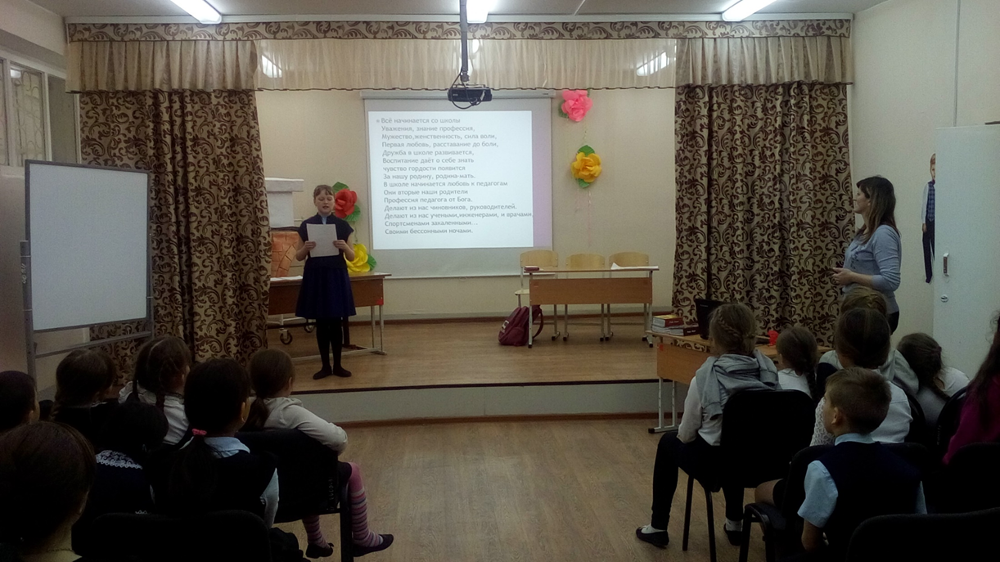 Всё начинается со школы
Уважения, знание профессия,
Мужество,женственность, сила воли,
Первая любовь, расставание до боли,
Дружба в школе развивается,
Воспитание даёт о себе знать
чувство гордости появится
За нашу родину, родина-мать.
В школе начинается любовь к педагогам
Они вторые наши родители
Профессия педагога от Бога,
Делают из нас чиновников, руководителей.
Делают из нас учеными,инженерами, и врачами,
Спортсменами закаленными...
Своими бессонными ночами.